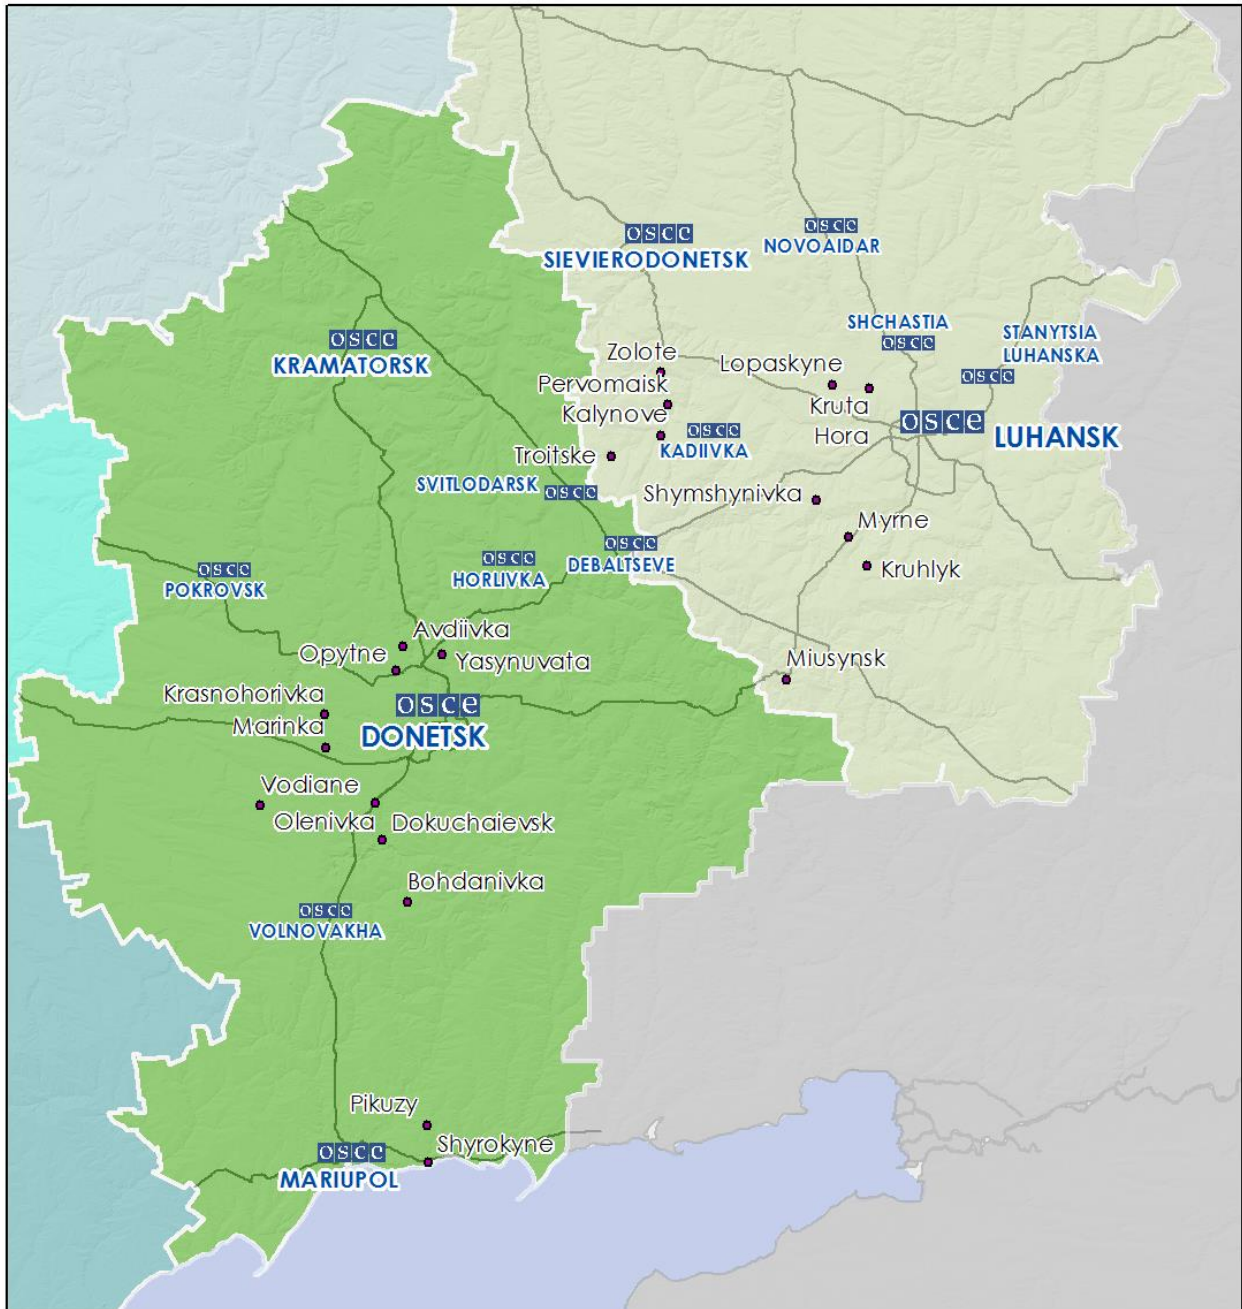 osce
NOVOAIDAR
osce
SIEVIERODONETSK
SHCHASTIA
osce
STANYTSIA
LUHANSKA
osce
osce
KRAMATORSK
Zolote
Lopaskyne
Pervomaisk
Kruta
Hora
Kalynove
osce
LUHANSK
osce
KADIIVKA
Troitske
SVITLODARSK
osce
Shymshynivka
Myrne
osce
DEBALTSEVE
osce
HORLIVKA
Kruhlyk
osce
POKROVSK
Avdiivka
Opytne
Yasynuvata
Miusynsk
Krasnohorivka
Marinka
osce
DONETSK
Vodiane
Olenivka
Dokuchaievsk
Bohdanivka
osce
VOLNOVAKHA
Pikuzy
Shyrokyne
osce
MARIUPOL